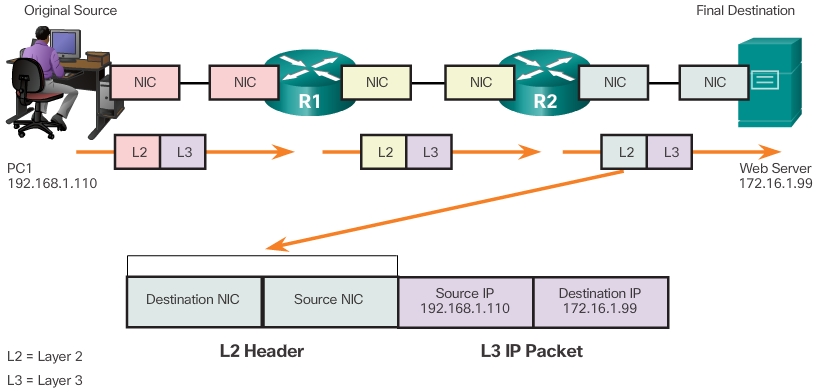 Original Source
Final Destination
NIC
NIC
NIC
NIC
NIC
NIC
R1
R2
L2
L3
L2
L3
L2
L3
PC1
192.168.1.110
Web Server
172.16.1.99
Destination NIC
Source NIC
Source IP
192.168.1.110
Destination IP
172.16.1.99
L2 Header
L3 IP Packet
L2 = Layer 2
L3 = Layer 3